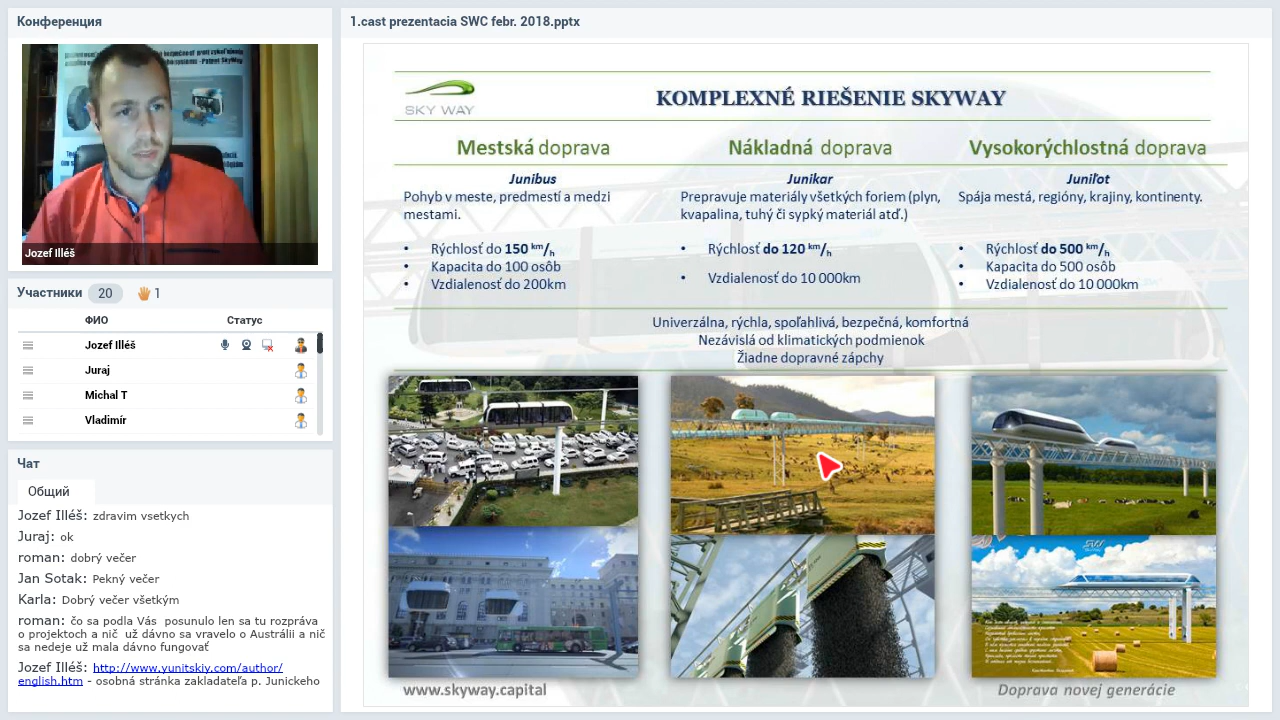 Конференция
Jozef Illéš
Участники 20 1
ФИО Статус
Jozef Illéš
Juraj
Michal T
Vladimír
Чат
Общий
Jozef Illéš: zdravim vsetkych
Juraj: ok
roman: dobrý večer
Jan Sotak: Pekný večer
Karla: Dobrý večer všetkým
roman: čo sa podla Vás posunulo len sa tu rozpráva
o projektoch a nič už dávno sa vravelo o Austrálii a nič
sa nedeje už mala dávno fungovať
Jozef Illéš: http://www.yunitskiy.com/author/
english.htm - osobná stránka zakladateľa p. Junickeho
1.cast prezentacia SWC febr. 2018.pptx
SKY WAY
KOMPLEXNÉ RIEŠENIE SKYWAY
Mestská doprava
Junibus
Pohyb v meste, predmestí a medzi
mestami.
• Rýchlosť do 150 km/h
• Kapacita do 100 osôb
• Vzdialenosť do 200km
Nákladná doprava
Junikar
Prepravuje materiály všetkých foriem (plyn,
kvapalina, tuhý či sypký materiál atď.)
• Rýchlosť do 120 km/h
• Vzdialenosť do 10 000km
Vysokorýchlostná doprava
Juniľot
Spája mestá, regióny, krajiny, kontinenty.
• Rýchlosť do 500 km/h
• Kapacita do 500 osôb
• Vzdialenosť do 10 000km
Univerzálna, rýchla, spoľahlivá, bezpečná, komfortná
Nezávislá od klimatických podmienok
Žiadne dopravné zápchy
www.skyway.capital
Doprava novej generácie